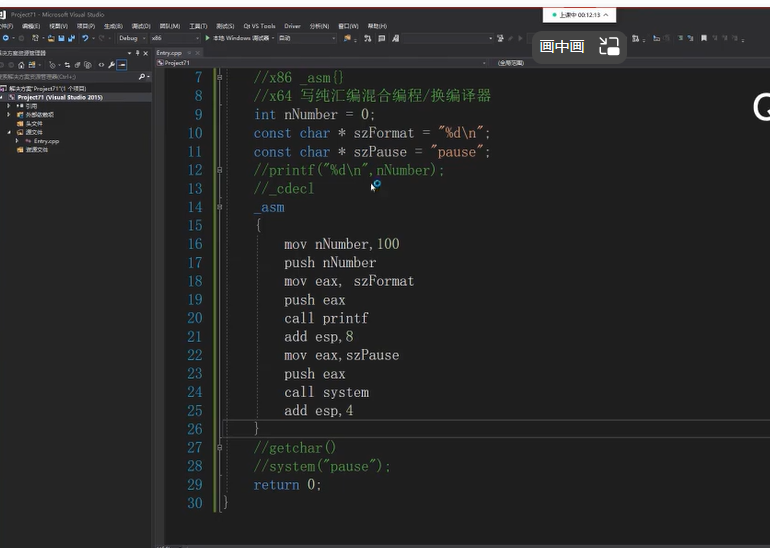 Project71 - Microsoft Visual Studio
上课中 00:12:13
文件(F) 编辑(E) 视图(V) 项目(P) 生成(B) 调试(D) 团队(M) 工具(T) 测试(S) Qt VS Tools Driver 分析(N) 窗口(W) 帮助(H)
Debug x86 本地 Windows 调试器 自动
画中画
解决方案资源管理器
Entry.cpp
Project71
(全局范围)
搜索解决方案资源管理器(Ctrl+;)
解决方案"Project71"(1 个项目)
Project71 (Visual Studio 2015)
引用
外部依赖项
头文件
源文件
Entry.cpp
资源文件
7 //x86 _asm{}
8 //x64 写纯汇编混合编程/换编译器
9 int nNumber = 0;
10 const char * szFormat = "%d\n";
11 const char * szPause = "pause";
12 //printf("%d\n",nNumber);
13 //_cdecl
14 _asm
15 {
16 mov nNumber,100
17 push nNumber
18 mov eax, szFormat
19 push eax
20 call printf
21 add esp,8
22 mov eax,szPause
23 push eax
24 call system
25 add esp,4
26 }
27 //getchar()
28 //system("pause");
29 return 0;
30 }